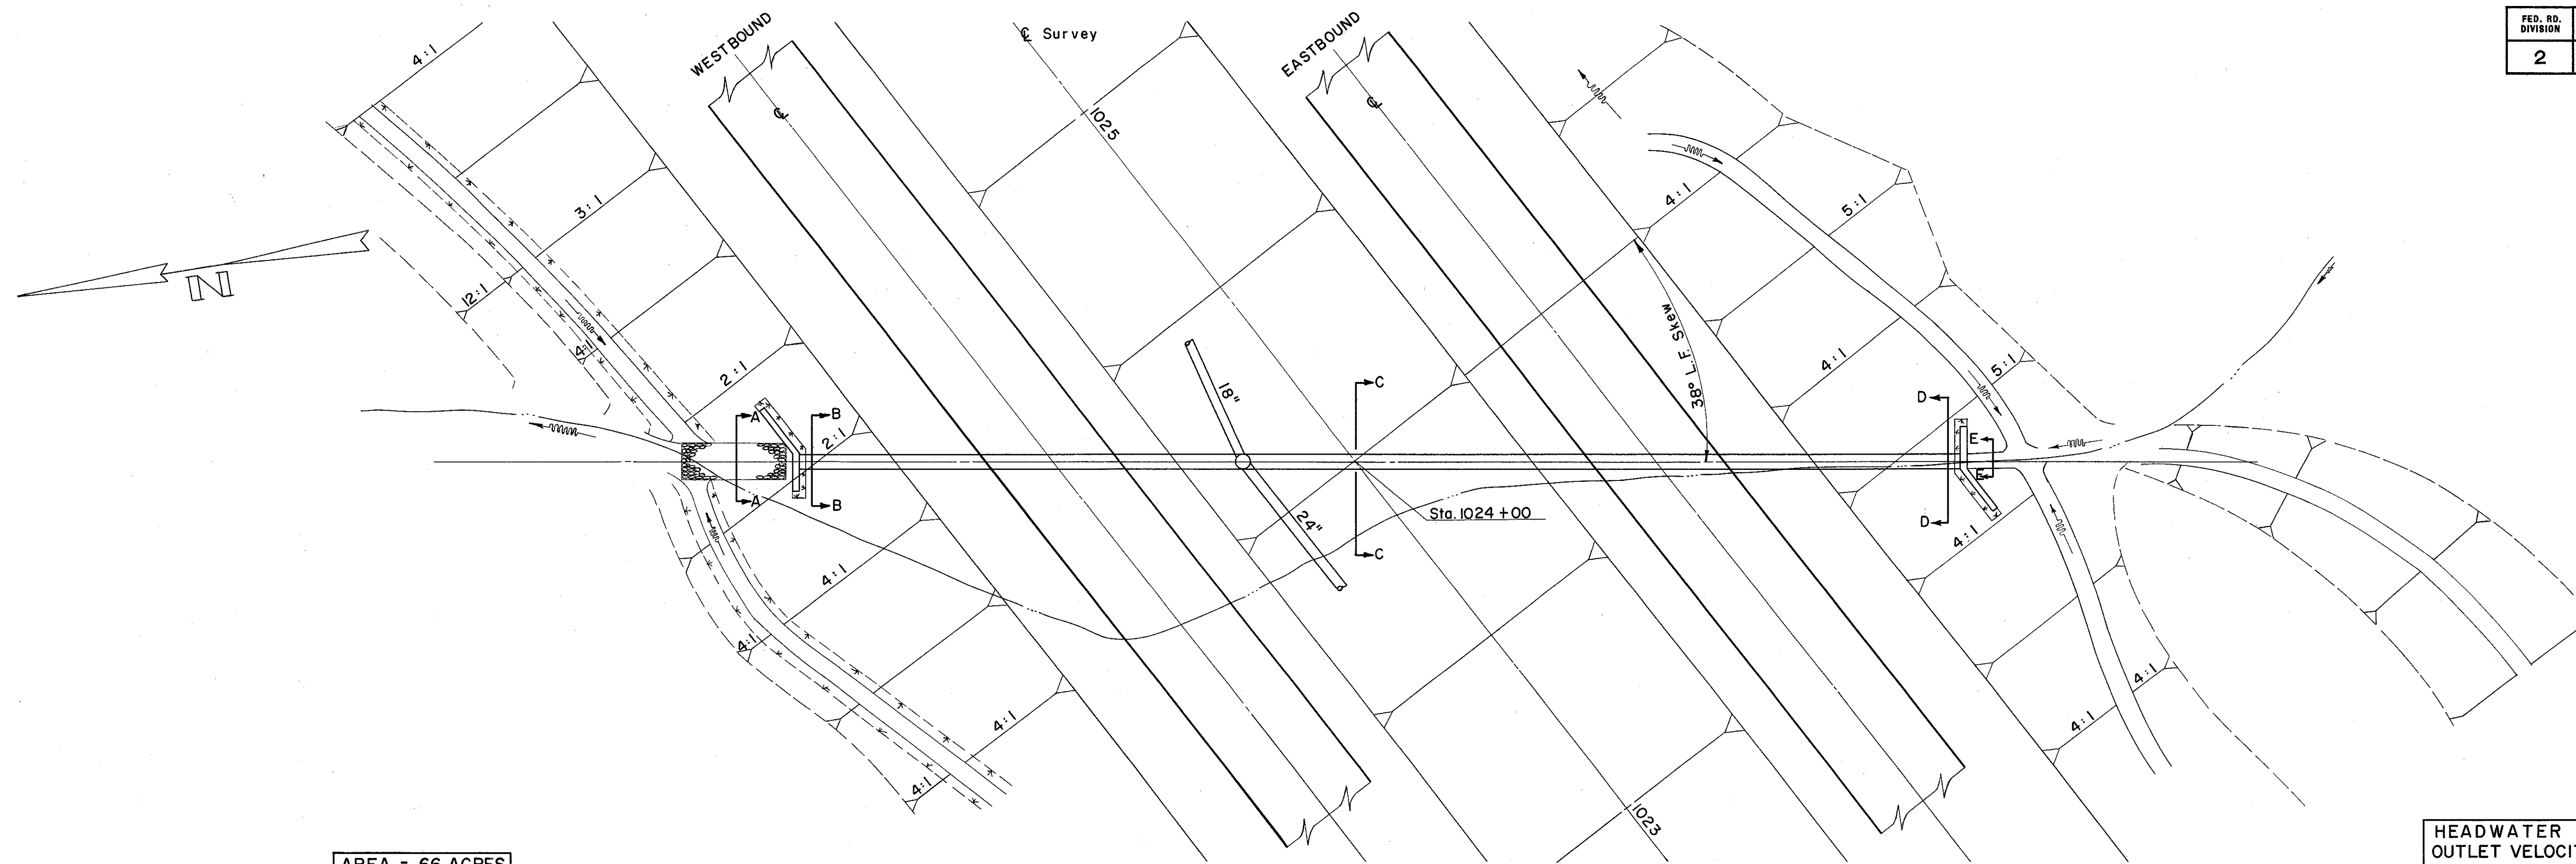 FED. RD.
DIVISION
2
WESTBOUND
℄ Survey
EASTBOUND
4:1
℄
℄
1025
3:1
4:1
5:1
N
12:1
4:1
38° L.F. Skew
2:1
18"
4:1
5:1
C
D
A
B
2:1
E
A
B
24"
Sta. 1024+00
E
C
D
4:1
4:1
4:1
4:1
4:1
4:1
4:1
1023
AREA = 66 ACRES
HEADWATER